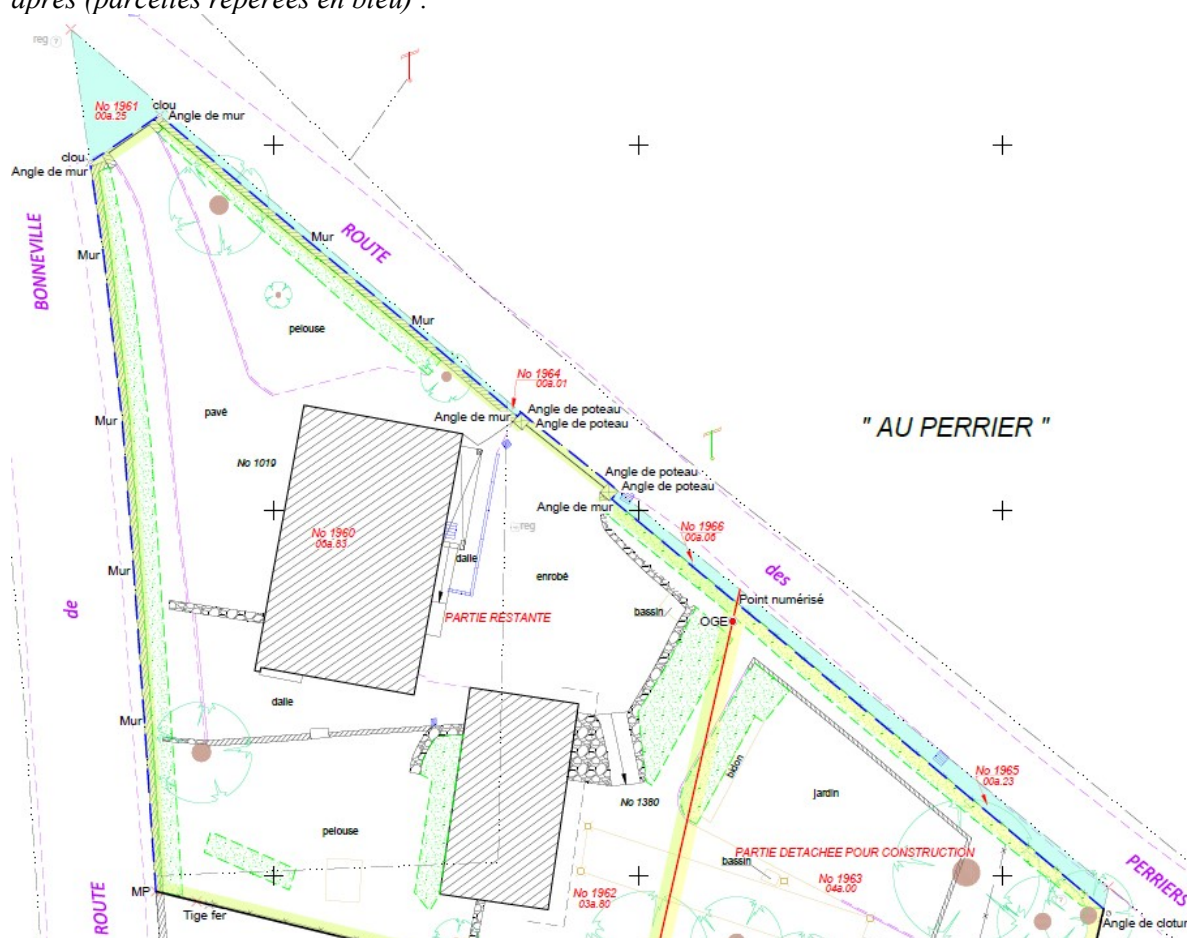 après (parcelles repérées en bleu) :
reg 7
No 1961
00a.25
clou
Angle de mur
clou
Angle de mur
BONNEVILLE
Mur
Mur
ROUTE
Mur
pelouse
No 1964
00a.01
pavé
Angle de mur
Angle de poteau
Angle de poteau
Mur
" AU PERRIER "
No 1019
Angle de poteau
Angle de poteau
Angle de mur
reg
No 1960
No 1966
dalle
enrobé
Mur
des
de
bassin
Point numérisé
PARTIE RESTANTE
OGE
dalle
Mur
bidon
No 1965
00a.23
jardin
No 1380
pelouse
PARTIE DETACHEE POUR CONSTRUCTION
bassin
PERRIERS
MP
No 1962
03a.80
No 1963
04a.00
ROUTE
Tige fer
Angle de clotur